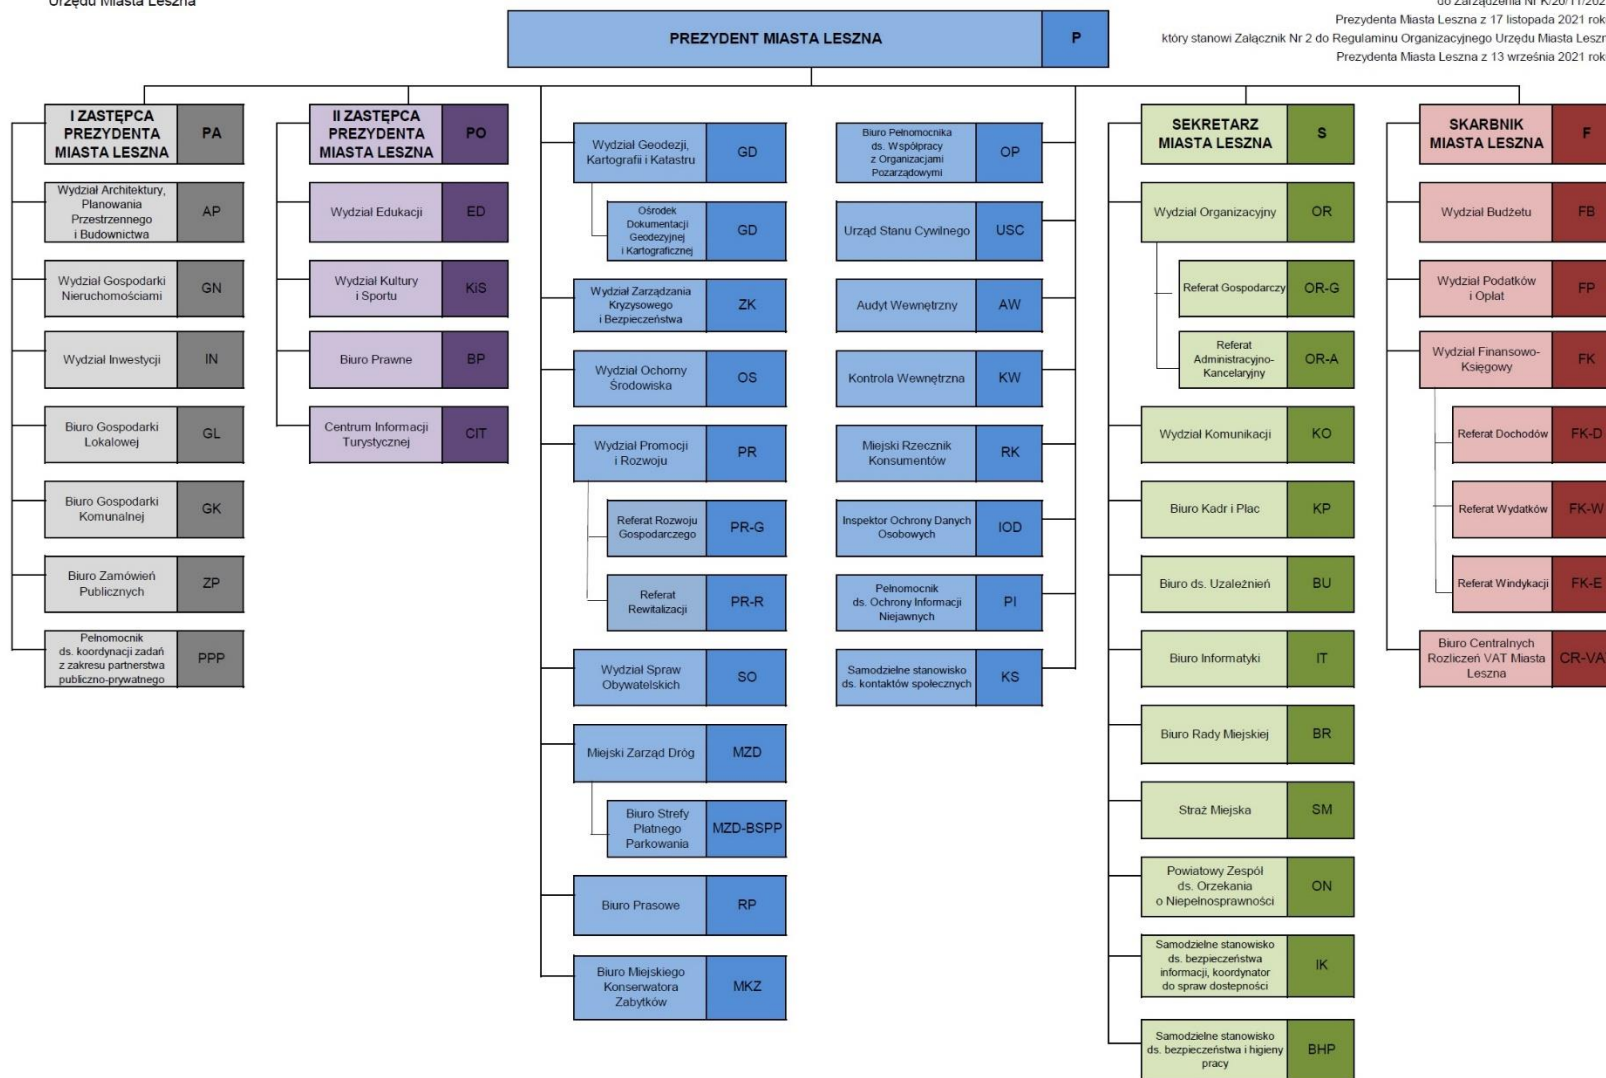 Urzędu Miasta Leszna
do Zarządzenia Nr K/20/11/202
Prezydenta Miasta Leszna z 17 listopada 2021 rok
który stanowi Załącznik Nr 2 do Regulaminu Organizacyjnego Urzędu Miasta Leszn
Prezydenta Miasta Leszna z 13 września 2021 rok
PREZYDENT MIASTA LESZNA P
I ZASTĘPCA
PREZYDENTA
MIASTA LESZNA
PA
Wydział Architektury,
Planowania
Przestrzennego
i Budownictwa
AP
Wydział Gospodarki
Nieruchomościami
GN
Wydział Inwestycji IN
Biuro Gospodarki
Lokalowej
GL
Biuro Gospodarki
Komunalnej
GK
Biuro Zamówień
Publicznych
ZP
Pełnomocnik
ds. koordynacji zadań
z zakresu partnerstwa
publiczno-prywatnego
PPP
II ZASTĘPCA
PREZYDENTA
MIASTA LESZNA
PO
Wydział Edukacji ED
Wydział Kultury
i Sportu
KiS
Biuro Prawne BP
Centrum Informacji
Turystycznej
CIT
Wydział Geodezji,
Kartografii i Katastru
GD
Ośrodek
Dokumentacji
Geodezyjnej
i Kartograficznej
GD
Wydział Zarządzania
Kryzysowego
i Bezpieczeństwa
ZK
Wydział Ochorny
Środowiska
OS
Wydział Promocji
i Rozwoju
PR
Referat Rozwoju
Gospodarczego
PR-G
Referat
Rewitalizacji
PR-R
Wydział Spraw
Obywatelskich
SO
Miejski Zarząd Dróg MZD
Biuro Strefy
Płatnego
Parkowania
MZD-BSPP
Biuro Prasowe RP
Biuro Miejskiego
Konserwatora
Zabytków
MKZ
Biuro Pełnomocnika
ds. Współpracy
z Organizacjami
Pozarządowymi
OP
Urząd Stanu Cywilnego USC
Audyt Wewnętrzny AW
Kontrola Wewnętrzna KW
Miejski Rzecznik
Konsumentów
RK
Inspektor Ochrony Danych
Osobowych
IOD
Pełnomocnik
ds. Ochrony Informacji
Niejawnych
PI
Samodzielne stanowisko
ds. kontaktów społecznych
KS
SEKRETARZ
MIASTA LESZNA
S
Wydział Organizacyjny OR
Referat Gospodarczy OR-G
Referat
Administracyjno-
Kancelaryjny
OR-A
Wydział Komunikacji KO
Biuro Kadr i Płac KP
Biuro ds. Uzależnień BU
Biuro Informatyki IT
Biuro Rady Miejskiej BR
Straż Miejska SM
Powiatowy Zespół
ds. Orzekania
o Niepełnosprawności
ON
Samodzielne stanowisko
ds. bezpieczeństwa
informacji, koordynator
do spraw dostepności
IK
Samodzielne stanowisko
ds. bezpieczeństwa i higieny
pracy
BHP
SKARBNIK
MIASTA LESZNA
F
Wydział Budżetu FB
Wydział Podatków
i Opłat
FP
Wydział Finansowo-
Księgowy
FK
Referat Dochodów FK-D
Referat Wydatków FK-W
Referat Windykacji FK-E
Biuro Centralnych
Rozliczeń VAT Miasta
Leszna
CR-VA